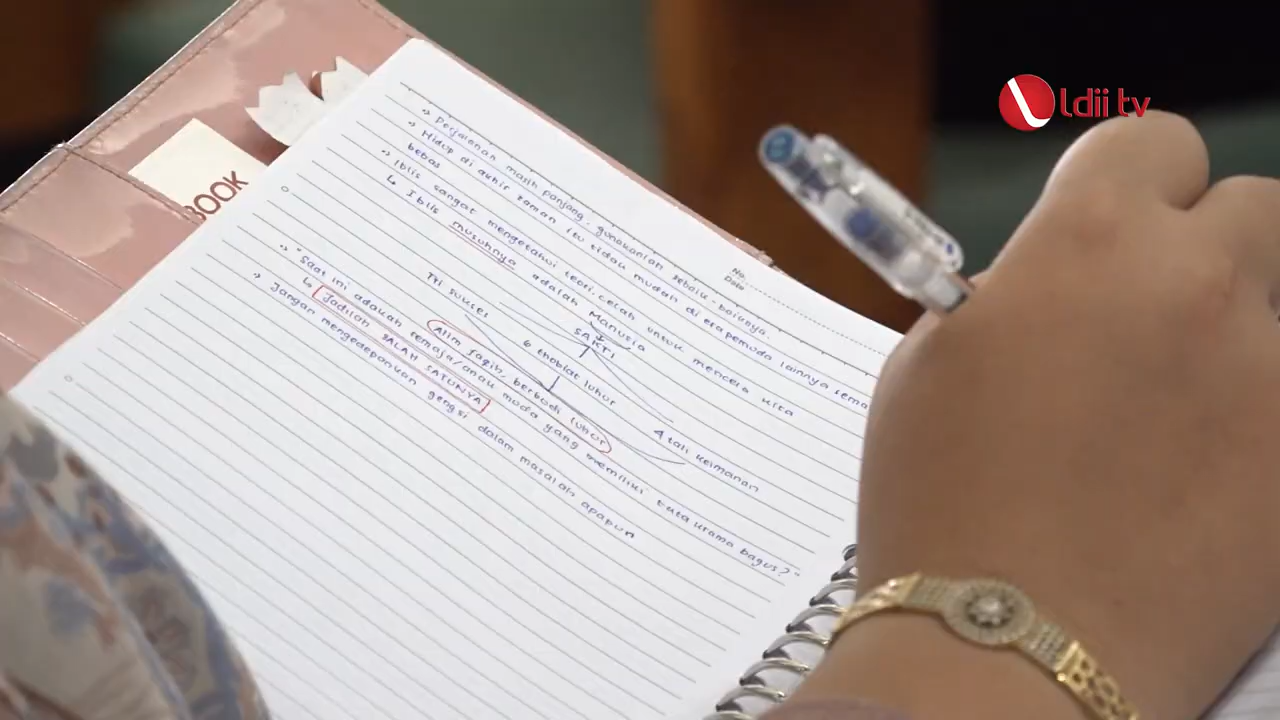 ldii tv
BOOK
No.
Date
-> Perjalanan masih panjang, gunakanlah sebaik-baiknya.
-> Hidup di akhir zaman itu tidak mudah di era pemuda lainnya
bebas
-> Iblis sangat mengetahui teori-celah untuk mencela kita
↳ Iblis musuhnya adalah Manusia
SAKTI
Tri sukses
6 thobiat luhur
4 tali keimanan
Alim faqih, berbudi luhur
-> "Saat ini adakah remaja/anak muda yang memiliki tata krama bagus?"
↳ Jadilah SALAH SATUNYA
-> Jangan mengedepankan gengsi dalam masalah apapun